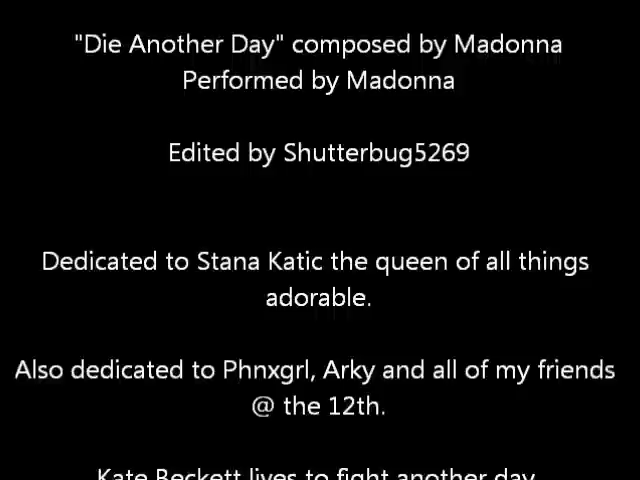 "Die Another Day" composed by Madonna
Performed by Madonna
Edited by Shutterbug5269
Dedicated to Stana Katic the queen of all things
adorable.
Also dedicated to Phnxgrl, Arky and all of my friends
@ the 12th.
Kate Beckett lives to fight another day